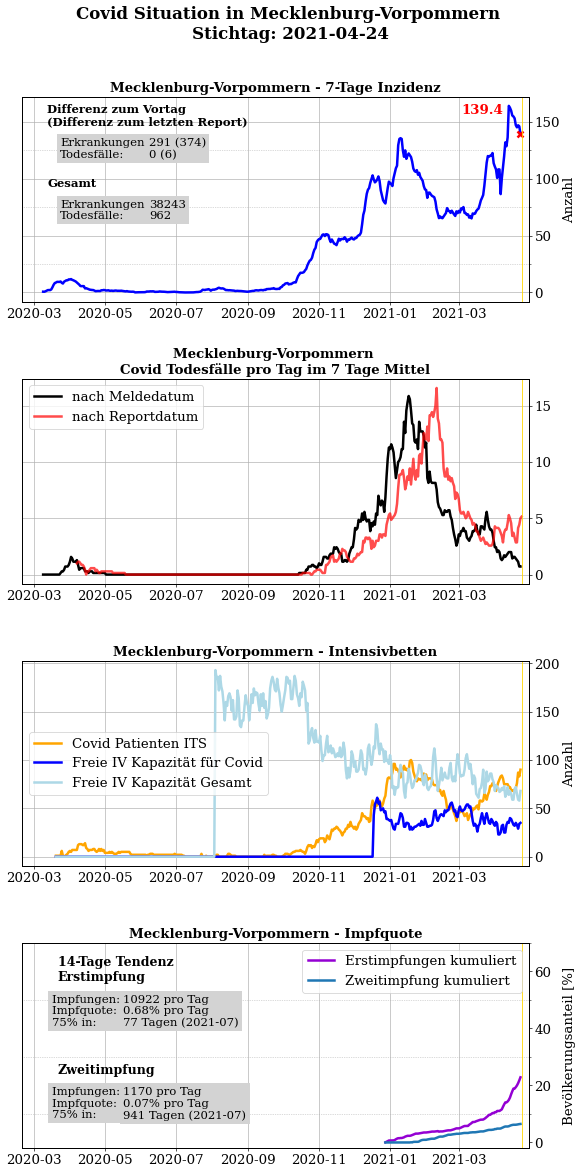 Covid Situation in Mecklenburg-Vorpommern
Stichtag: 2021-04-24
Mecklenburg-Vorpommern - 7-Tage Inzidenz
Differenz zum Vortag
(Differenz zum letzten Report)
Erkrankungen 291 (374)
Todesfälle: 0 (6)
Gesamt
Erkrankungen 38243
Todesfälle: 962
139.4
150
100
50
0
Anzahl
2020-03 2020-05 2020-07 2020-09 2020-11 2021-01 2021-03
Mecklenburg-Vorpommern
Covid Todesfälle pro Tag im 7 Tage Mittel
nach Meldedatum
nach Reportdatum
15
10
5
0
2020-03 2020-05 2020-07 2020-09 2020-11 2021-01 2021-03
Mecklenburg-Vorpommern - Intensivbetten
Covid Patienten ITS
Freie IV Kapazität für Covid
Freie IV Kapazität Gesamt
200
150
100
50
0
Anzahl
2020-03 2020-05 2020-07 2020-09 2020-11 2021-01 2021-03
Mecklenburg-Vorpommern - Impfquote
14-Tage Tendenz
Erstimpfung
Impfungen: 10922 pro Tag
Impfquote: 0.68% pro Tag
75% in: 77 Tagen (2021-07)
Zweitimpfung
Impfungen: 1170 pro Tag
Impfquote: 0.07% pro Tag
75% in: 941 Tagen (2021-07)
Erstimpfungen kumuliert
Zweitimpfung kumuliert
60
40
20
0
Bevölkerungsanteil [%]
2020-03 2020-05 2020-07 2020-09 2020-11 2021-01 2021-03